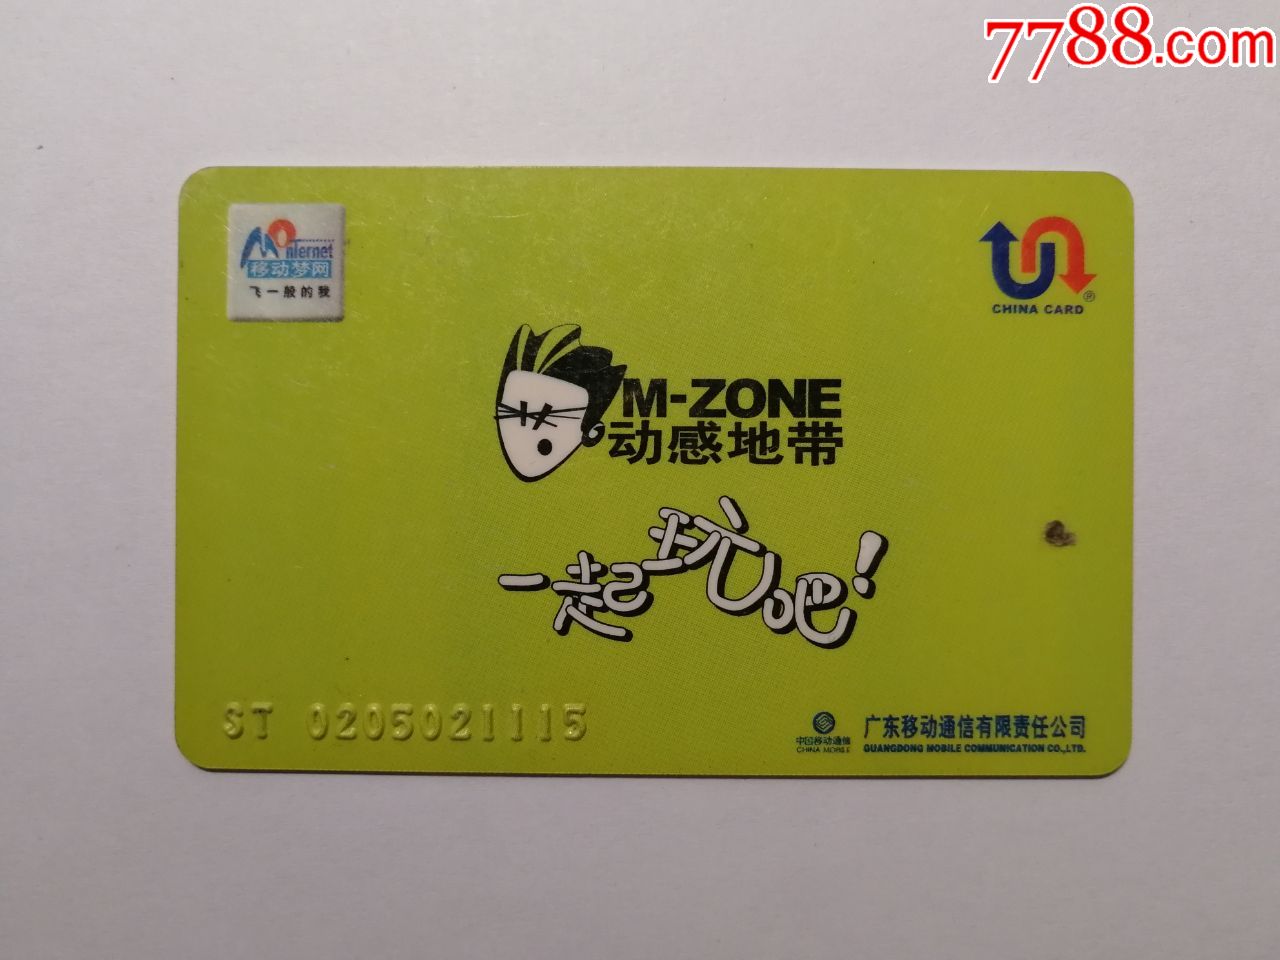 7788.com
Monternet
移动梦网
飞一般的我
CHINA CARD
M-ZONE
动感地带
一起玩吧!
ST 0205021115
中国移动通信
CHINA MOBILE
广东移动通信有限责任公司
GUANGDONG MOBILE COMMUNICATION CO.,LTD.